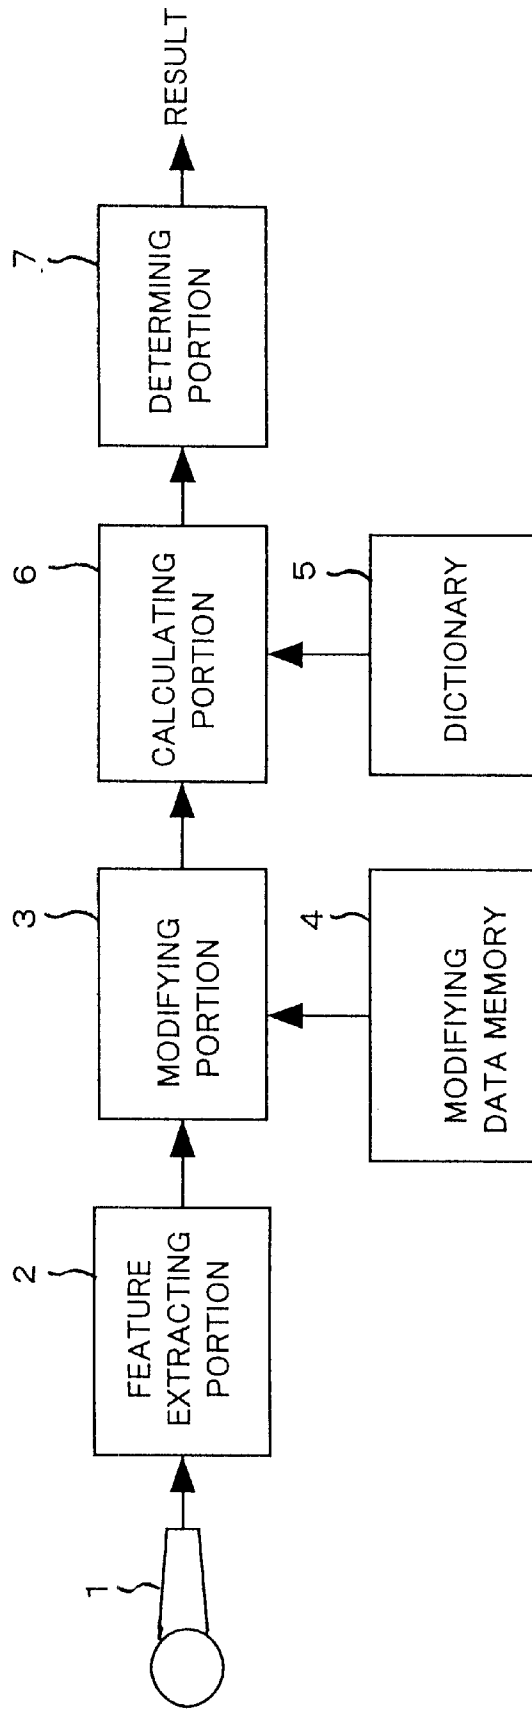 1
2
FEATURE
EXTRACTING
PORTION
3
MODIFYING
PORTION
4
MODIFIYING
DATA MEMORY
6
CALCULATING
PORTION
5
DICTIONARY
7
DETERMINIG
PORTION
RESULT